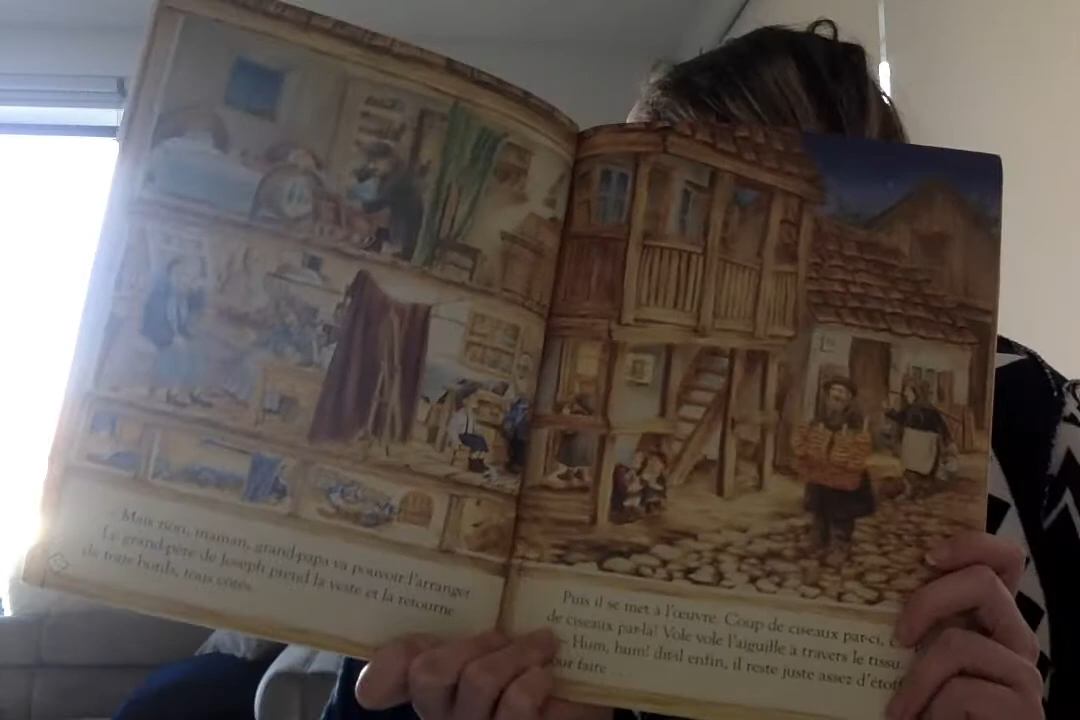 – Mais non, maman, grand-papa va pouvoir l'arranger.
Le grand-père de Joseph prend la veste et la retourne
de tous bords, tous côtés.
Puis il se met à l'œuvre. Coup de ciseaux par-ci,
de ciseaux par-là! Vole vole l'aiguille à travers le tissu.
– Hum, hum! dit-il enfin, il reste juste assez d'étof
our faire . . .